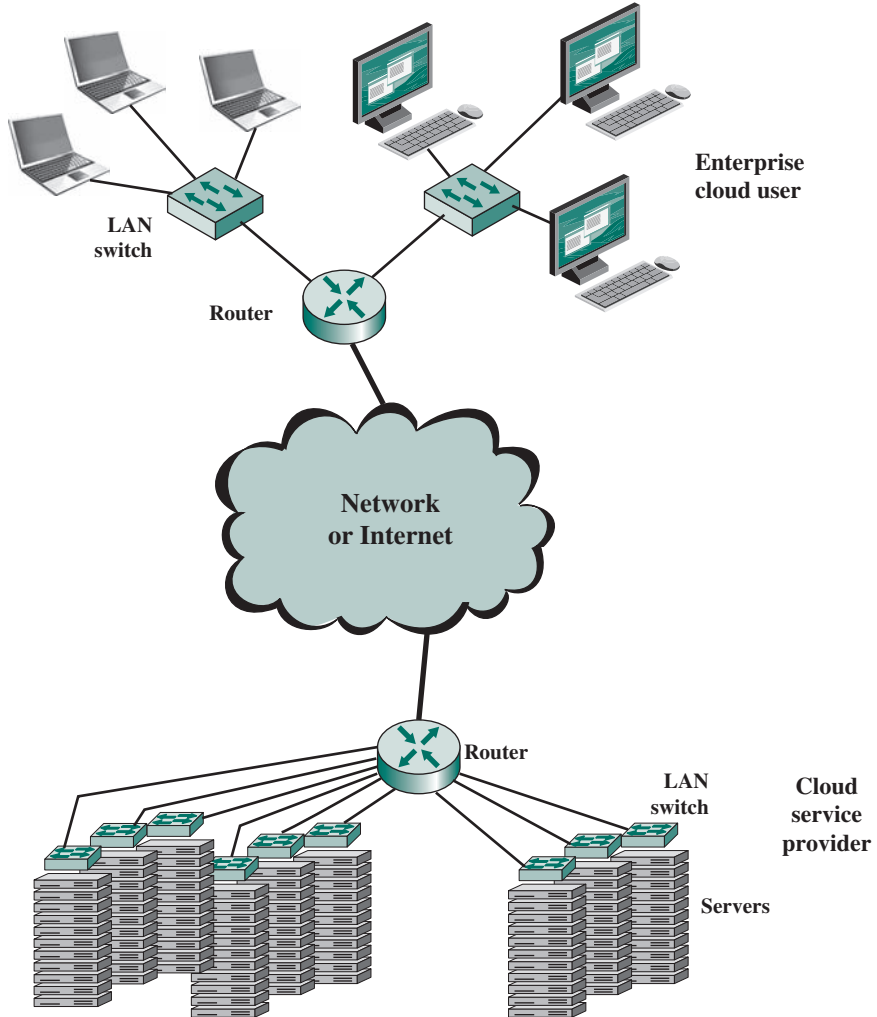 Enterprise
cloud user
LAN
switch
Router
Network
or Internet
Router
LAN
switch
Cloud
service
provider
Servers